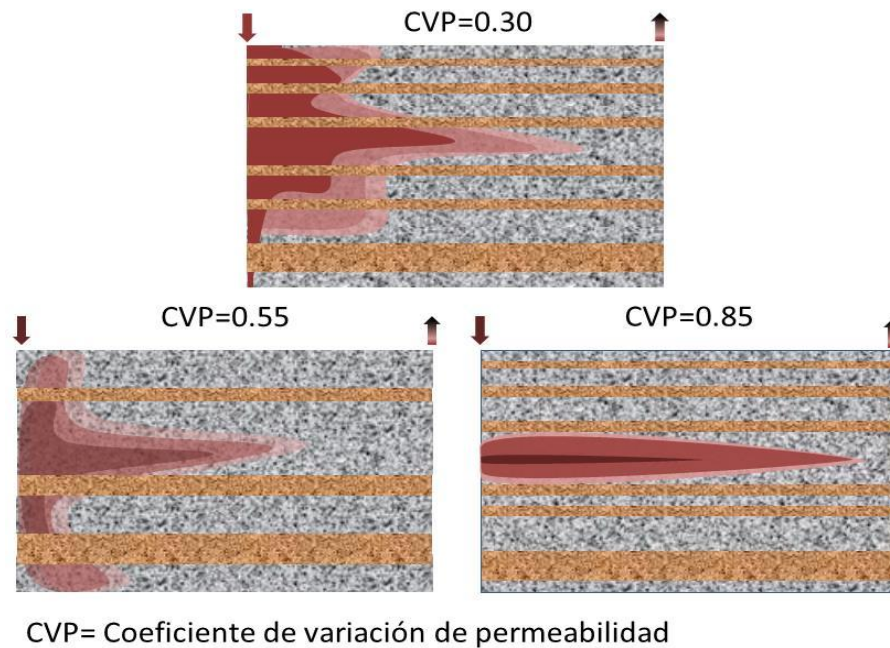 CVP=0.30
CVP=0.55
CVP=0.85
CVP= Coeficiente de variación de permeabilidad